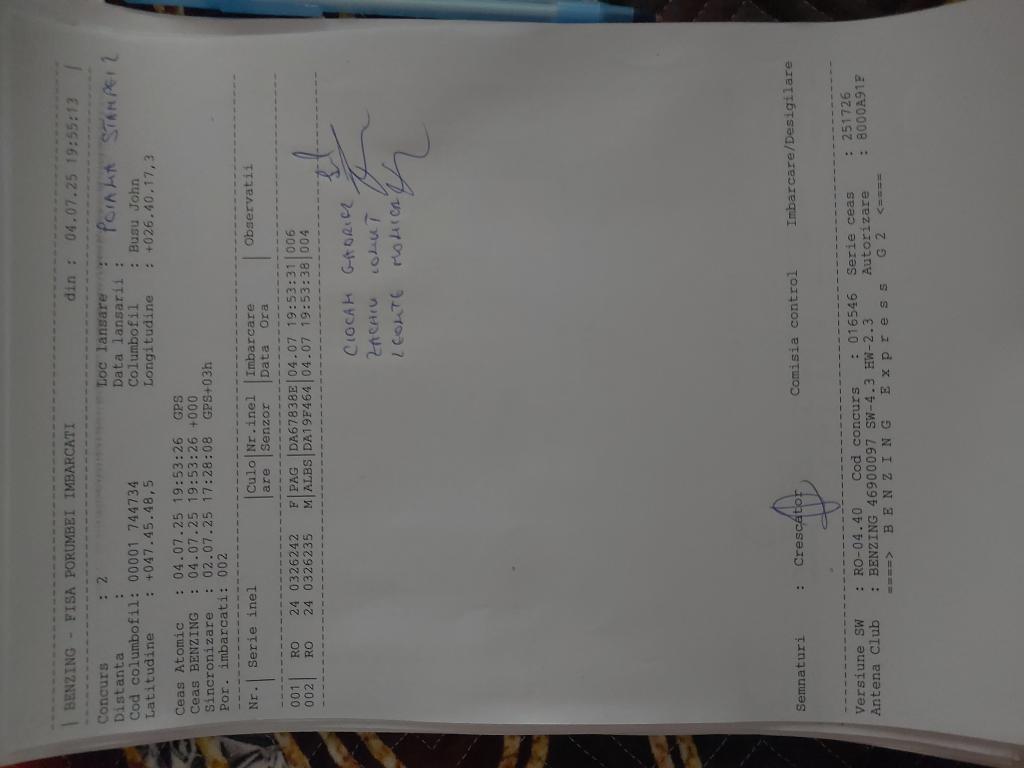 | BENZING - FISA PORUMBEI IMBARCATI din : 04.07.25 19:55:13 |
Concurs : 2 Loc lansare : POIANA STAMPEI 2
Distanta : Data lansarii :
Cod columbofil: 00001 744734 Columbofil : Busu John
Latitudine : +047.45.48,5 Longitudine : +026.40.17,3
Ceas Atomic : 04.07.25 19:53:26 GPS
Ceas BENZING : 04.07.25 19:53:26 +000
Sincronizare : 02.07.25 17:28:08 GPS+03h
Por. imbarcati: 002
Nr.| Serie inel |Culo|Nr.inel |Imbarcare | Observatii
|are |Senzor |Data Ora |
001| RO 24 0326242 F|PAG |DA67838E|04.07 19:53:31|006
002| RO 24 0326235 M|ALBS|DA19F464|04.07 19:53:38|004
CIOCAN
IONUT
MONICA
Semnaturi : Crescator Comisia control Imbarcare/Desigilare
Versiune SW : RO-04.40 Cod concurs : 016546 Serie ceas : 251726
Antena Club : BENZING 46900097 SW-4.3 HW-2.3 Autorizare : 8000A91F
====> B E N Z I N G E x p r e s s G 2 <====